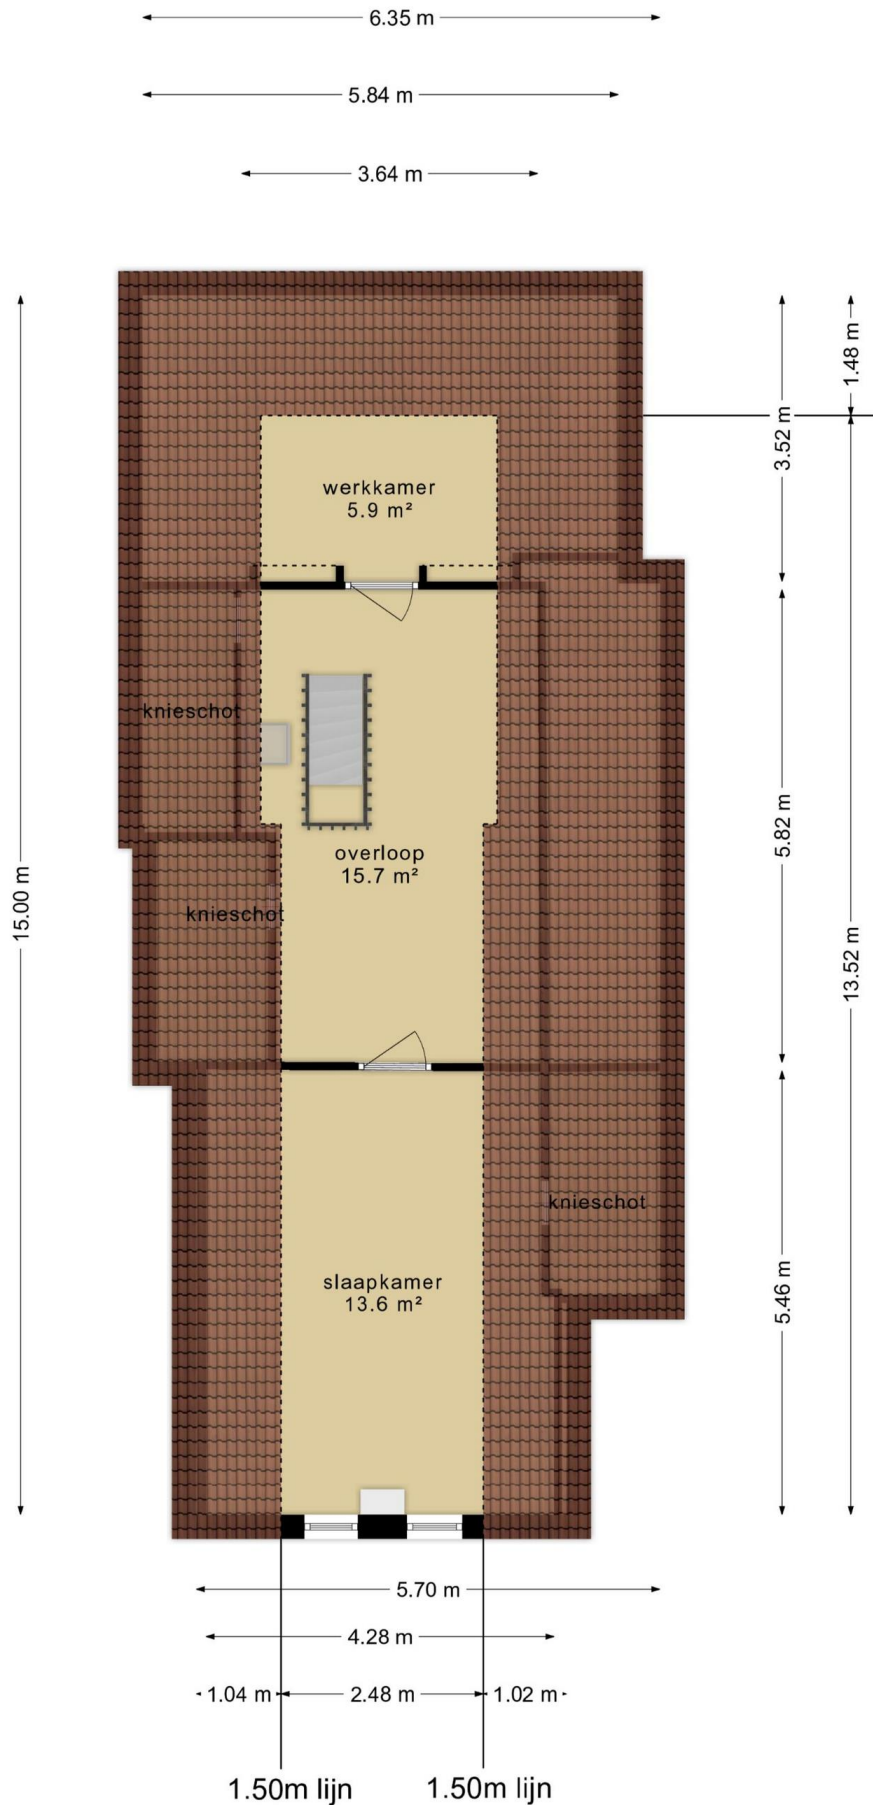 6.35 m
5.84 m
3.64 m
1.48 m
3.52 m
werkkamer
5.9 m²
knieschot
5.82 m
overloop
15.7 m²
15.00 m
knieschot
13.52 m
knieschot
slaapkamer
13.6 m²
5.46 m
5.70 m
4.28 m
1.04 m
2.48 m
1.02 m
1.50m lijn
1.50m lijn